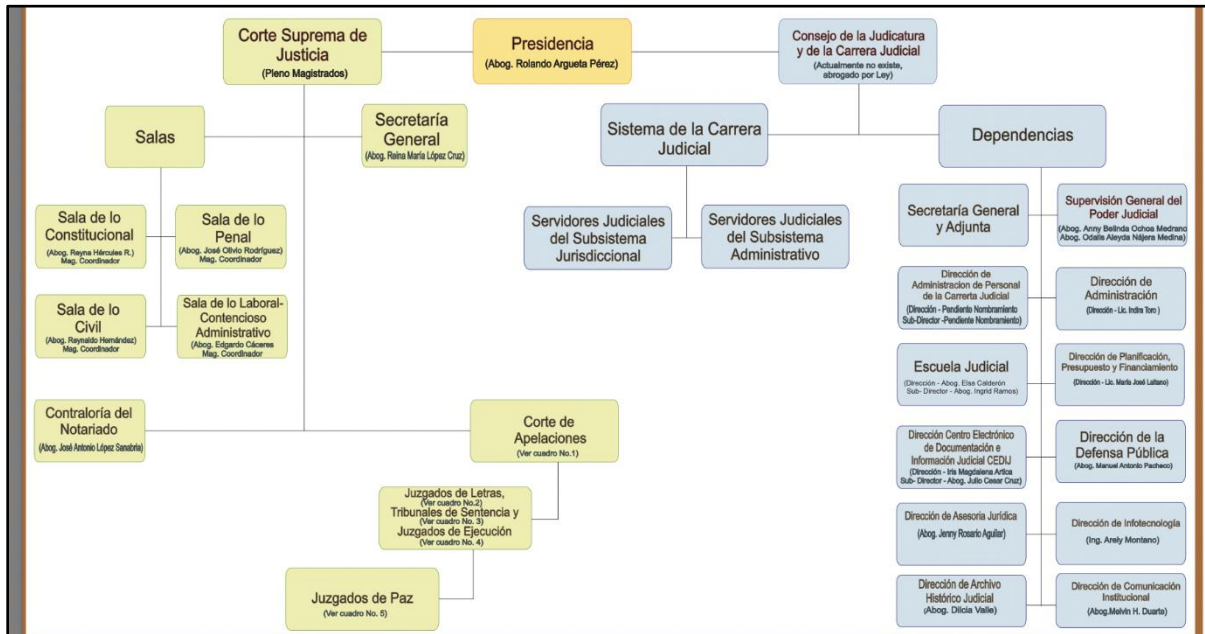 Corte Suprema de
Justicia
(Pleno Magistrados)
Presidencia
(Abog. Rolando Argueta Pérez)
Consejo de la Judicatura
y de la Carrera Judicial
(Actualmente no existe,
abrogado por Ley)
Salas
Secretaría
General
(Abog. Reina María López Cruz)
Sala de lo
Constitucional
(Abog. Reyna Hércules R.)
Mag. Coordinador
Sala de lo
Penal
(Abog. José Olivio Rodríguez)
Mag. Coordinador
Sala de lo
Civil
(Abog. Reynaldo Hernández)
Mag. Coordinador
Sala de lo Laboral-
Contencioso
Administrativo
(Abog. Edgardo Cáceres
Mag. Coordinador
Contraloría del
Notariado
(Abog. José Antonio López Sanabria)
Corte de
Apelaciones
(Ver cuadro No.1)
Juzgados de Letras,
(Ver cuadro No.2)
Tribunales de Sentencia y
(Ver cuadro No. 3)
Juzgados de Ejecución
(Ver cuadro No. 4)
Juzgados de Paz
(Ver cuadro No. 5)
Sistema de la Carrera
Judicial
Servidores Judiciales
del Subsistema
Jurisdiccional
Servidores Judiciales
del Subsistema
Administrativo
Dependencias
Secretaría General
y Adjunta
Supervisión General del
Poder Judicial
(Abog. Anny Belinda Ochoa Medrano
Abog. Odalis Aleyda Nájera Medina)
Dirección de
Administracion de Personal
de la Carrerta Judicial
(Dirección - Pendiente Nombramiento
Sub-Director -Pendiente Nombramiento)
Dirección de
Administración
(Dirección - Lic. Indira Toro )
Escuela Judicial
(Dirección - Abog. Elsa Calderón
Sub- Director - Abog. Ingrid Ramos)
Dirección de Planificación,
Presupuesto y Financiamiento
(Dirección - Lic. María José Laitano)
Dirección Centro Electrónico
de Documentación e
Información Judicial CEDIJ
(Dirección - Iris Magdalena Artica
Sub- Director - Abog. Julio Cesar Cruz)
Dirección de la
Defensa Pública
(Abog. Manuel Antonio Pacheco)
Dirección de Asesoria Jurídica
(Abog. Jenny Rosario Aguilar)
Dirección de Infotecnología
(Ing. Arely Montano)
Dirección de Archivo
Histórico Judicial
(Abog. Dilcia Valle)
Dirección de Comunicación
Institucional
(Abog.Melvin H. Duarte)